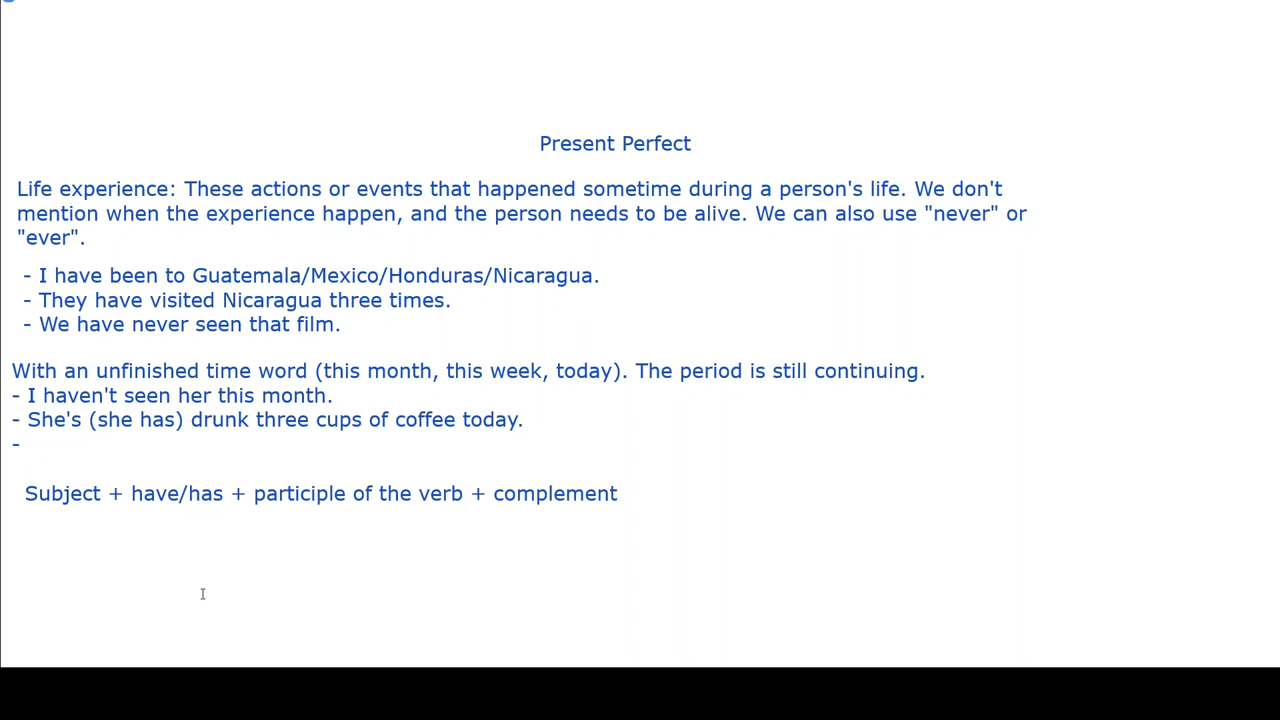 Present Perfect
Life experience: These actions or events that happened sometime during a person's life. We don't
mention when the experience happen, and the person needs to be alive. We can also use "never" or
"ever".
- I have been to Guatemala/Mexico/Honduras/Nicaragua.
- They have visited Nicaragua three times.
- We have never seen that film.
With an unfinished time word (this month, this week, today). The period is still continuing.
- I haven't seen her this month.
- She's (she has) drunk three cups of coffee today.
-
Subject + have/has + participle of the verb + complement